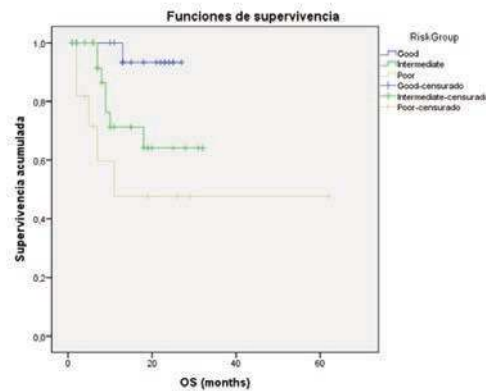 Funciones de supervivencia
RiskGroup
Good
Intermediate
Poor
Good-censurado
Intermediate-censurado
Poor-censurado
Supervivencia acumulada
1,0
0,8
0,6
0,4
0,2
0,0
0
20
40
60
OS (months)